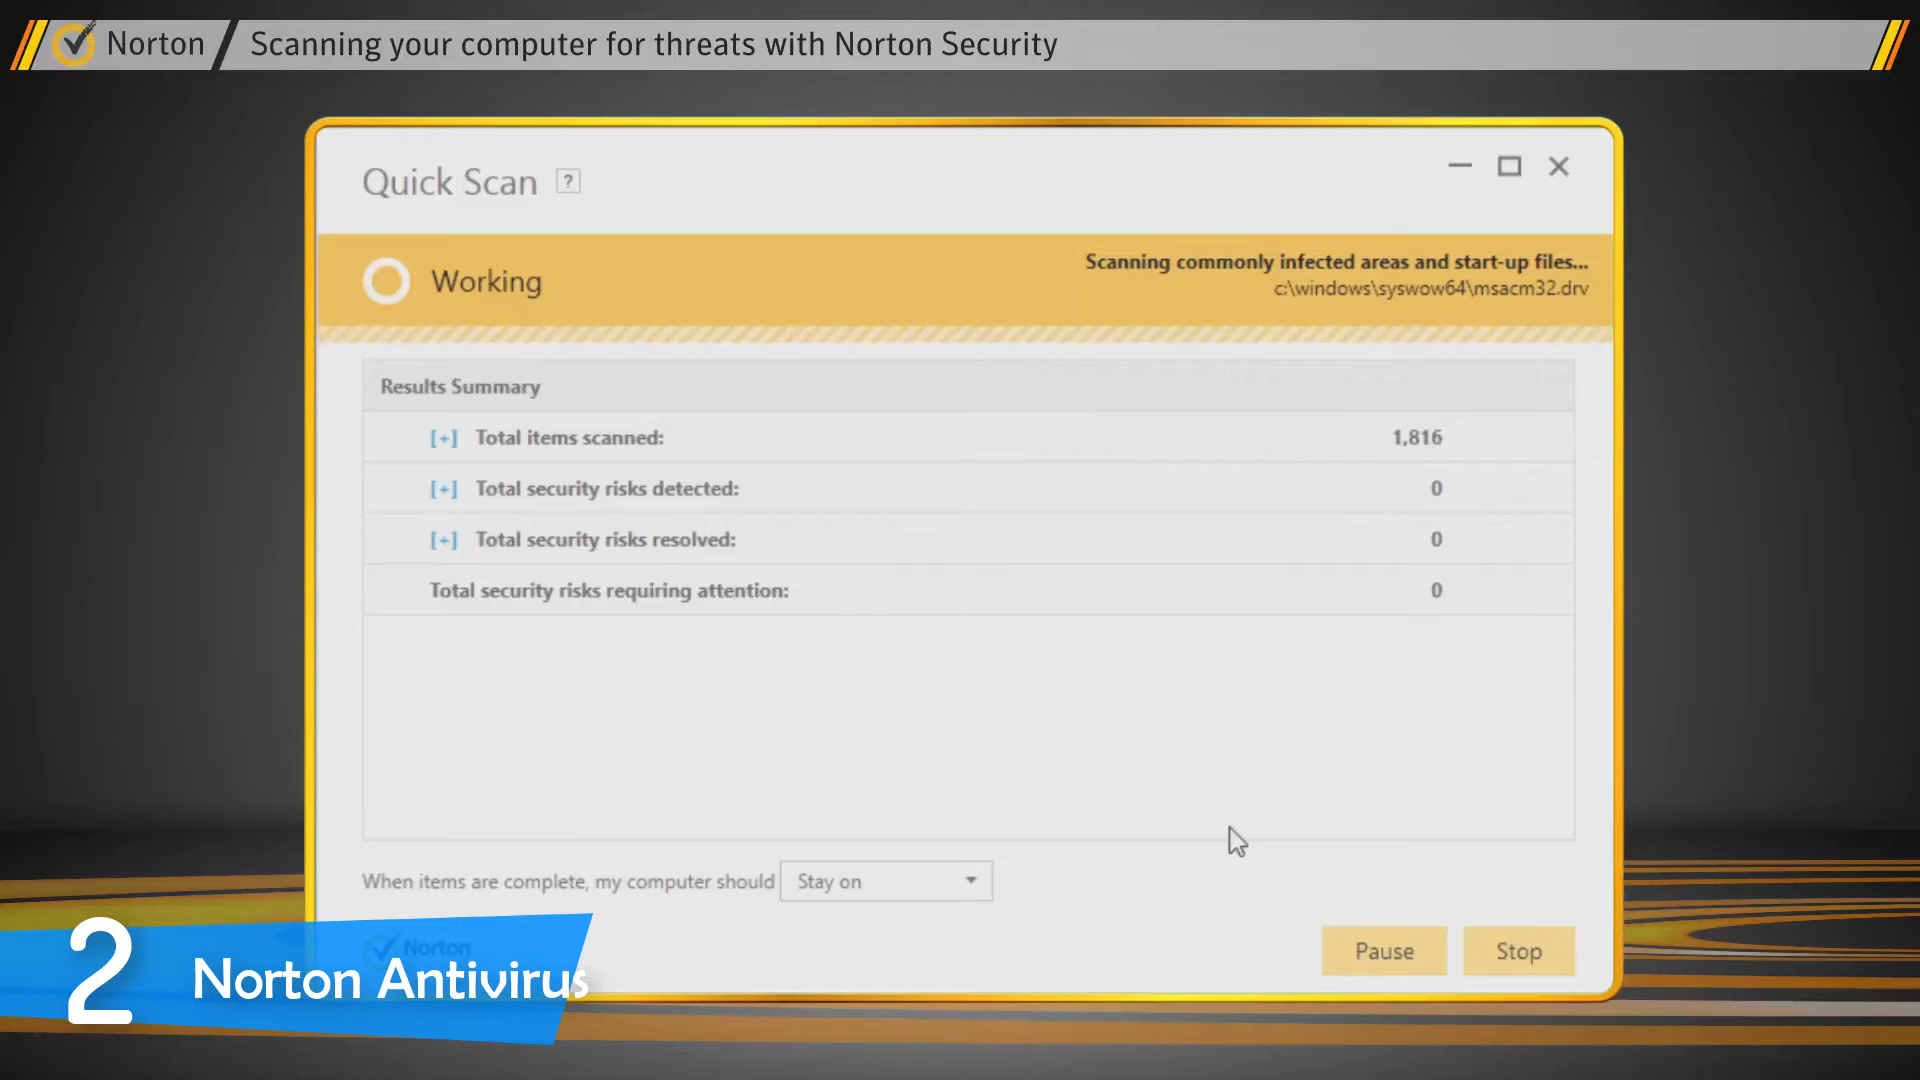 Norton
Scanning your computer for threats with Norton Security
Quick Scan ?
Working
Scanning commonly infected areas and start-up files...
c:\windows\syswow64\msacm32.drv
Results Summary
[+] Total items scanned: 1,816
[+] Total security risks detected: 0
[+] Total security risks resolved: 0
Total security risks requiring attention: 0
When items are complete, my computer should Stay on
Norton
Pause Stop
2 Norton Antivirus